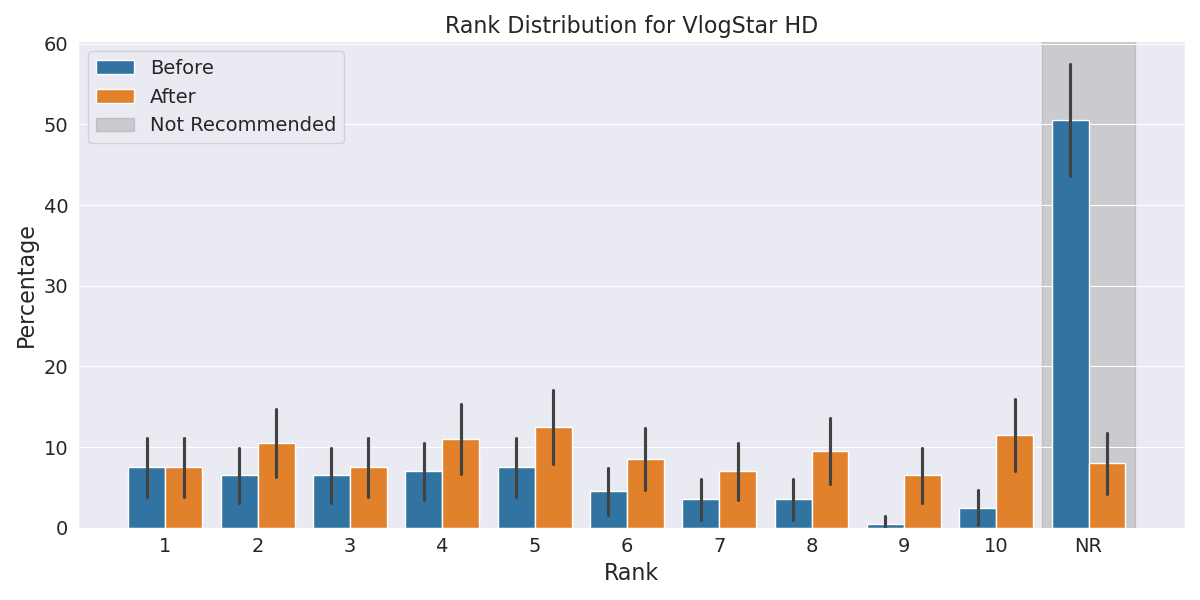 Rank Distribution for VlogStar HD
Before
After
Not Recommended
Percentage
60
50
40
30
20
10
0
1 2 3 4 5 6 7 8 9 10 NR
Rank